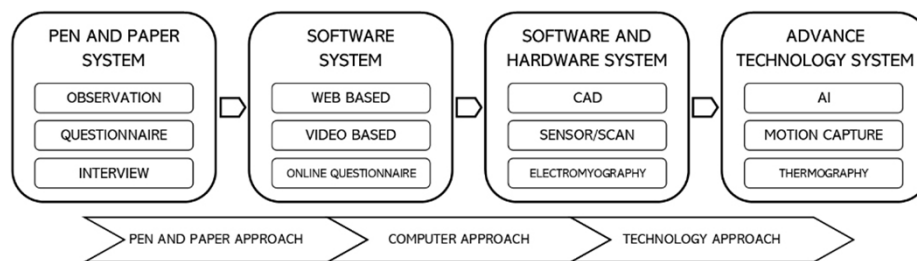 PEN AND PAPER
SYSTEM
OBSERVATION
QUESTIONNAIRE
INTERVIEW
SOFTWARE
SYSTEM
WEB BASED
VIDEO BASED
ONLINE QUESTIONNAIRE
SOFTWARE AND
HARDWARE SYSTEM
CAD
SENSOR/SCAN
ELECTROMYOGRAPHY
ADVANCE
TECHNOLOGY SYSTEM
AI
MOTION CAPTURE
THERMOGRAPHY
PEN AND PAPER APPROACH
COMPUTER APPROACH
TECHNOLOGY APPROACH